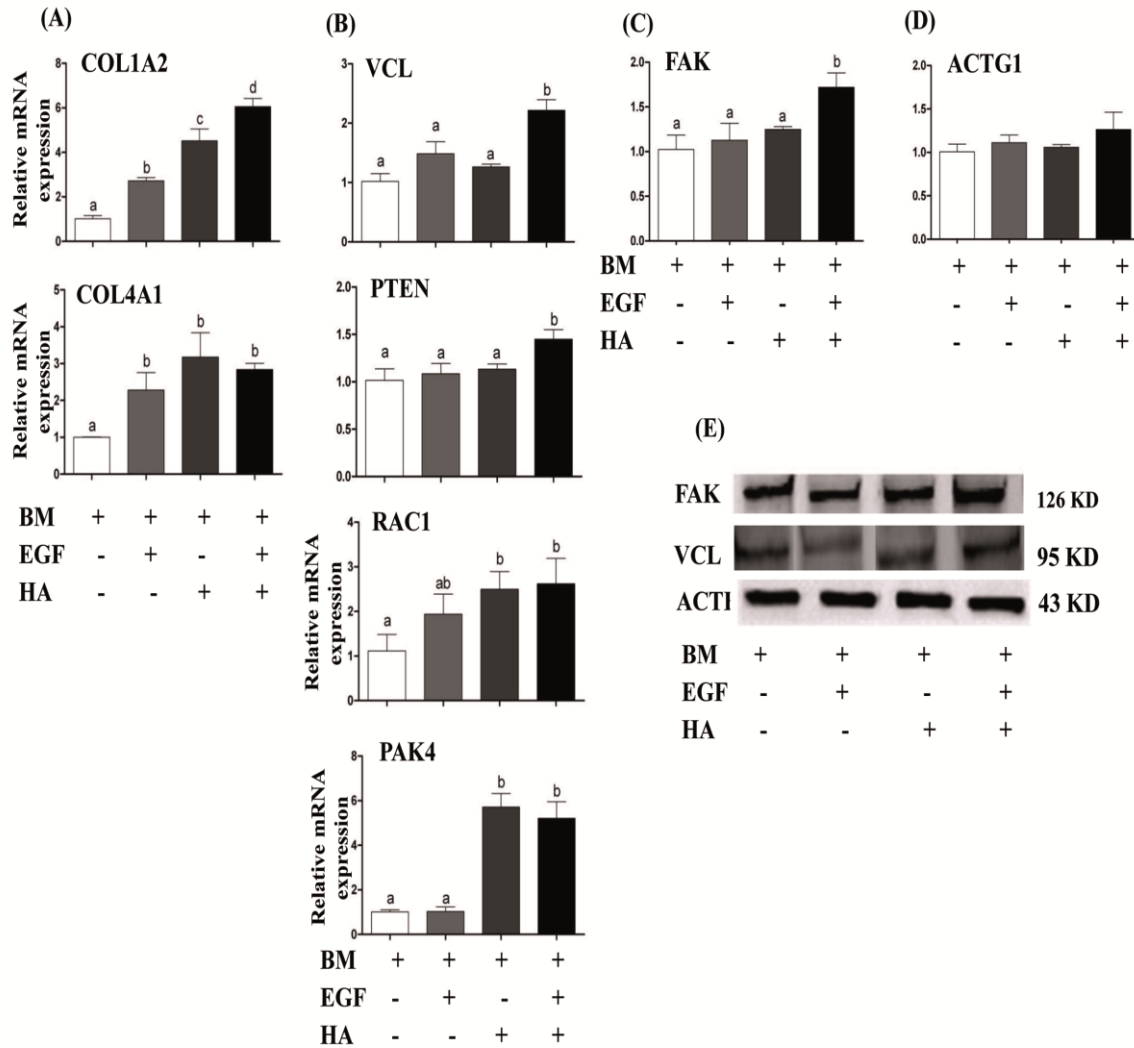 (A)
COL1A2
Relative mRNA
expression
8
6
4
2
0
a
b
c
d
COL4A1
Relative mRNA
expression
5
4
3
2
1
0
a
b
b
b
BM + + + +
EGF - + - +
HA - - + +
(B)
VCL
3
2
1
0
a
a
a
b
PTEN
2.0
1.5
1.0
0.5
0.0
a
a
a
b
RAC1
Relative mRNA
expression
4
3
2
1
0
a
ab
b
b
PAK4
Relative mRNA
expression
8
6
4
2
0
a
a
b
b
BM + + + +
EGF - + - +
HA - - + +
(C)
FAK
2.0
1.5
1.0
0.5
0.0
a
a
a
b
BM + + + +
EGF - + - +
HA - - + +
(D)
ACTG1
2.0
1.5
1.0
0.5
0.0
+ + + +
- + - +
- - + +
(E)
FAK 126 KD
VCL 95 KD
ACTI 43 KD
BM + + + +
EGF - + - +
HA - - + +